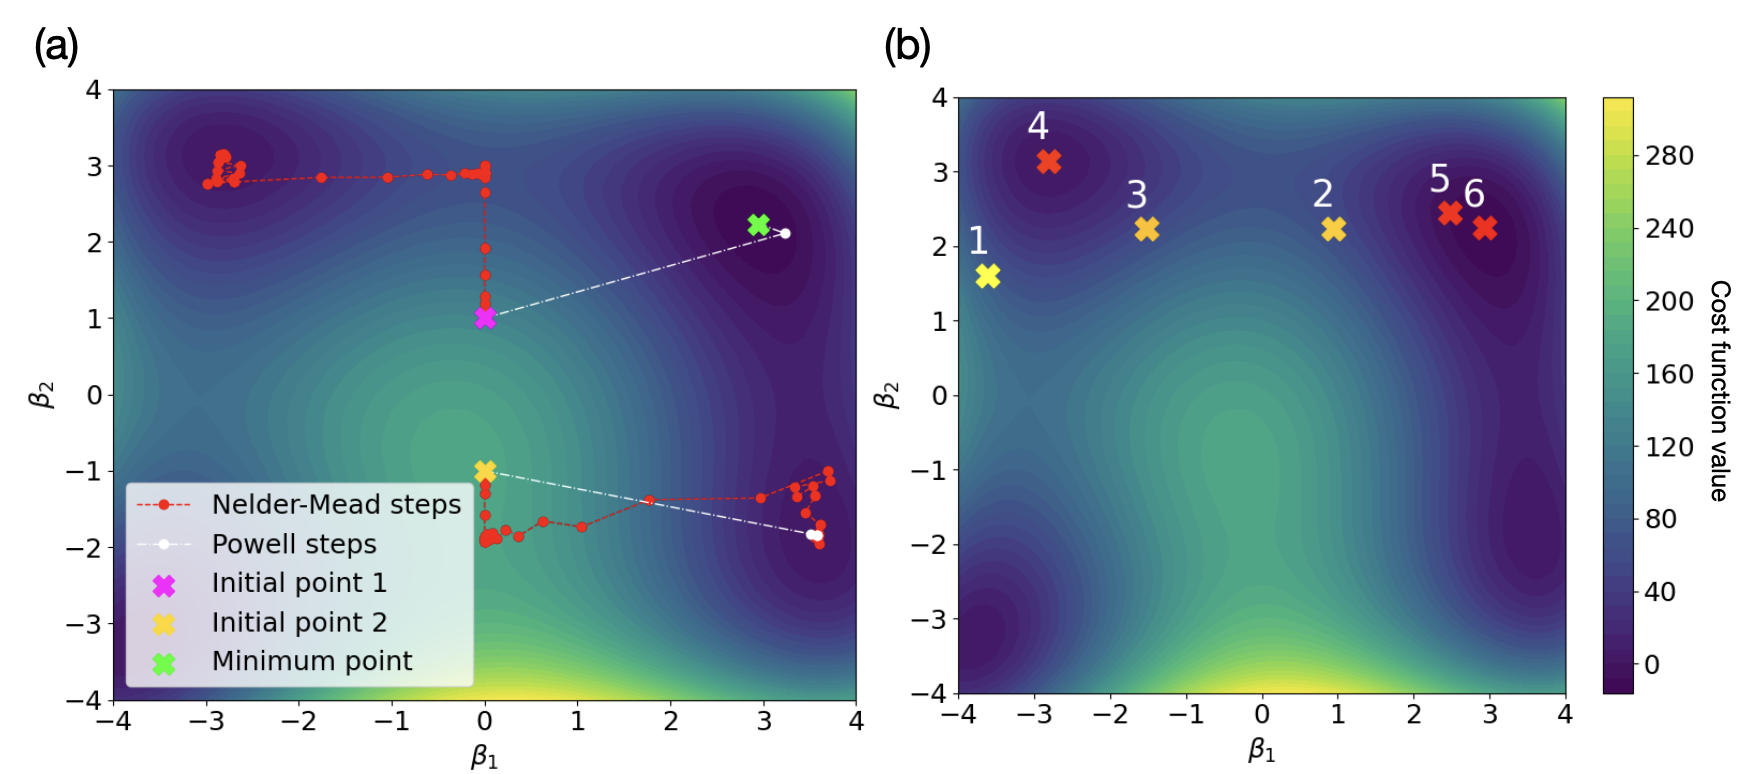 (a)
4
3
2
1
0
−1
−2
−3
−4
β2
−4 −3 −2 −1 0 1 2 3 4
β1
Nelder-Mead steps
Powell steps
Initial point 1
Initial point 2
Minimum point
(b)
4
3
2
1
0
−1
−2
−3
−4
β2
−4 −3 −2 −1 0 1 2 3 4
β1
4
5
6
3
2
1
280
240
200
160
120
80
40
0
Cost function value